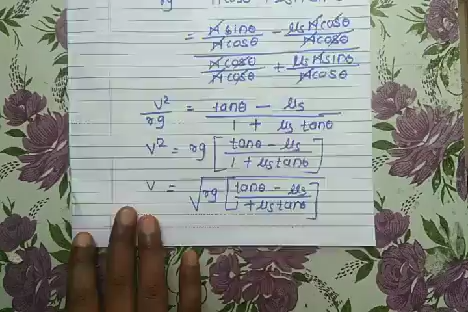 = N sinθ / N cosθ - μs N cosθ / N cosθ
N cosθ / N cosθ + μs N sinθ / N cosθ
v² / rg = tanθ - μs / 1 + μs tanθ
v² = rg [ tanθ - μs / 1 + μs tanθ ]
v = √ rg [ tanθ - μs / + μs tanθ ]